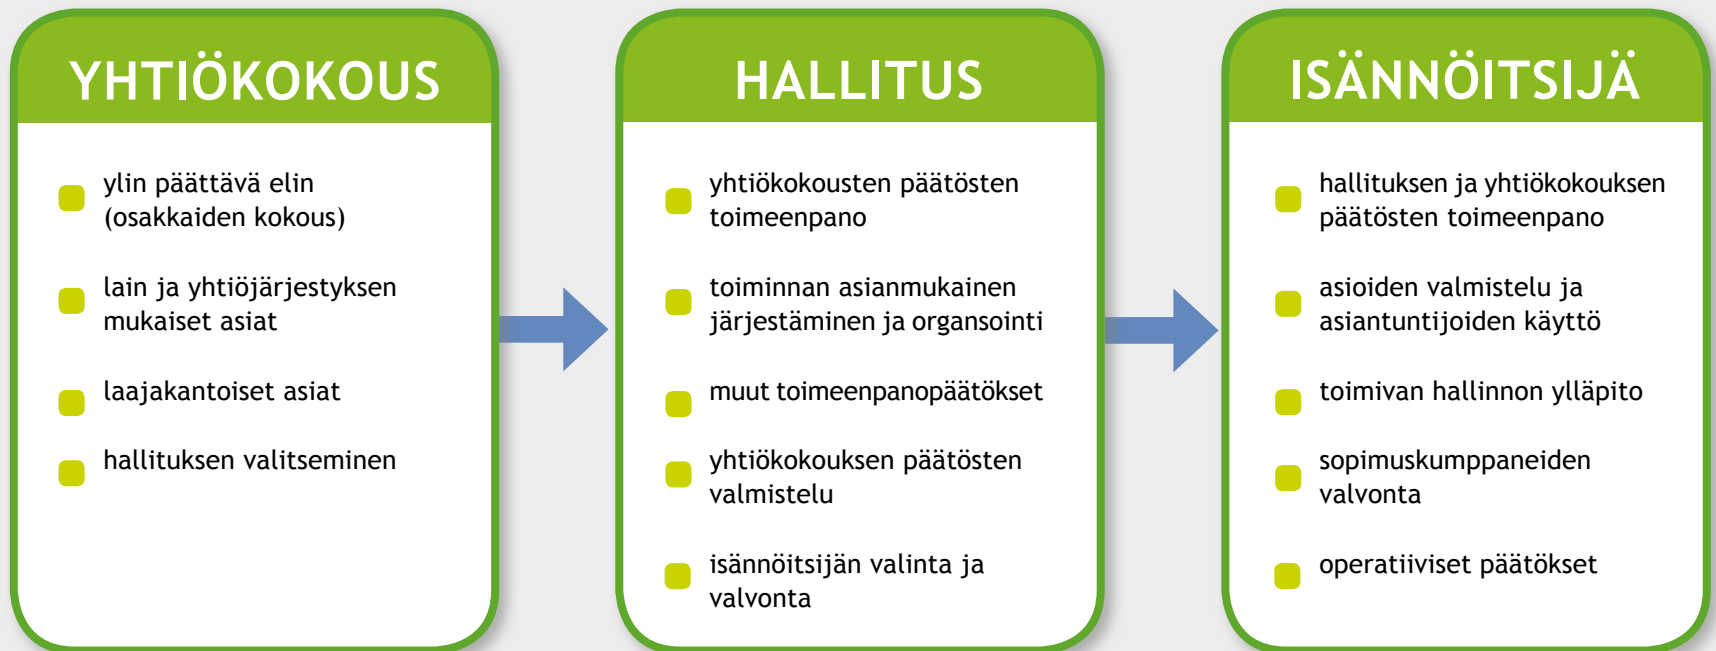 YHTIÖKOKOUS
ylin päättävä elin
(osakkaiden kokous)
lain ja yhtiöjärjestyksen
mukaiset asiat
laajakantoiset asiat
hallituksen valitseminen
HALLITUS
yhtiökokousten päätösten
toimeenpano
toiminnan asianmukainen
järjestäminen ja organsointi
muut toimeenpanopäätökset
yhtiökokouksen päätösten
valmistelu
isännöitsijän valinta ja
valvonta
ISÄNNÖITSIJÄ
hallituksen ja yhtiökokouksen
päätösten toimeenpano
asioiden valmistelu ja
asiantuntijoiden käyttö
toimivan hallinnon ylläpito
sopimuskumppaneiden
valvonta
operatiiviset päätökset